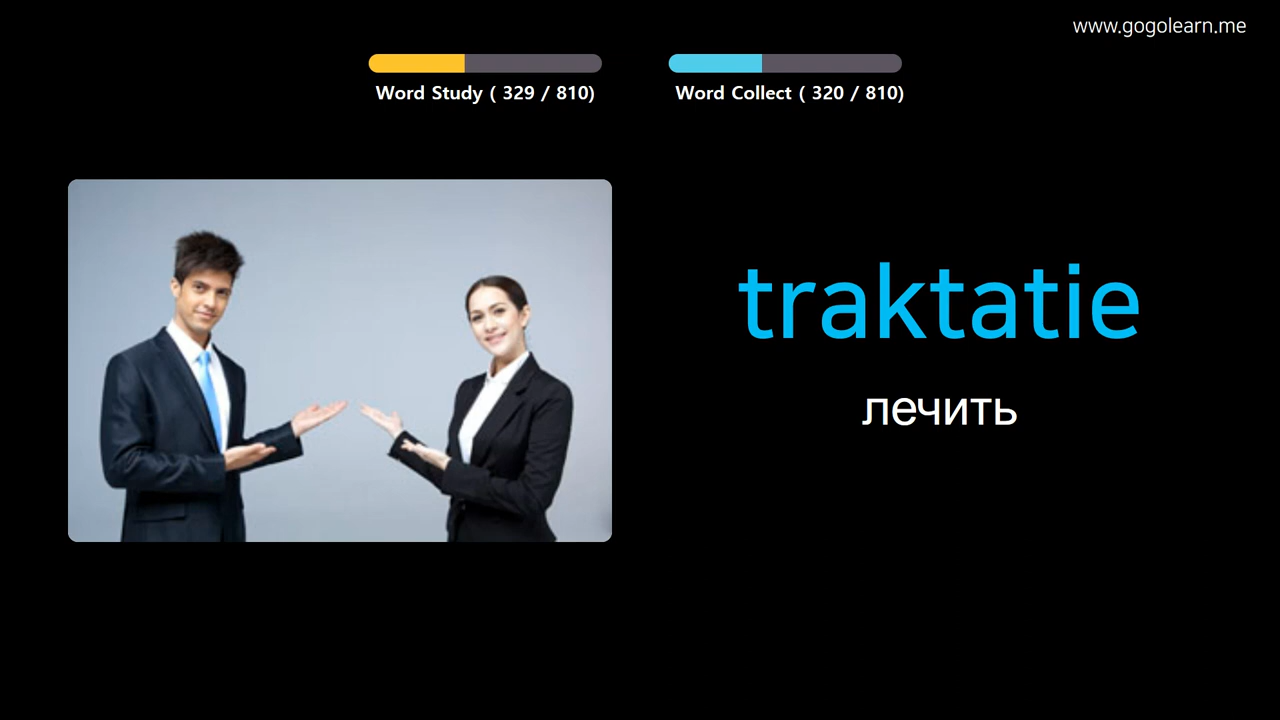 www.gogolearn.me
Word Study ( 329 / 810)
Word Collect ( 320 / 810)
traktatie
лечить